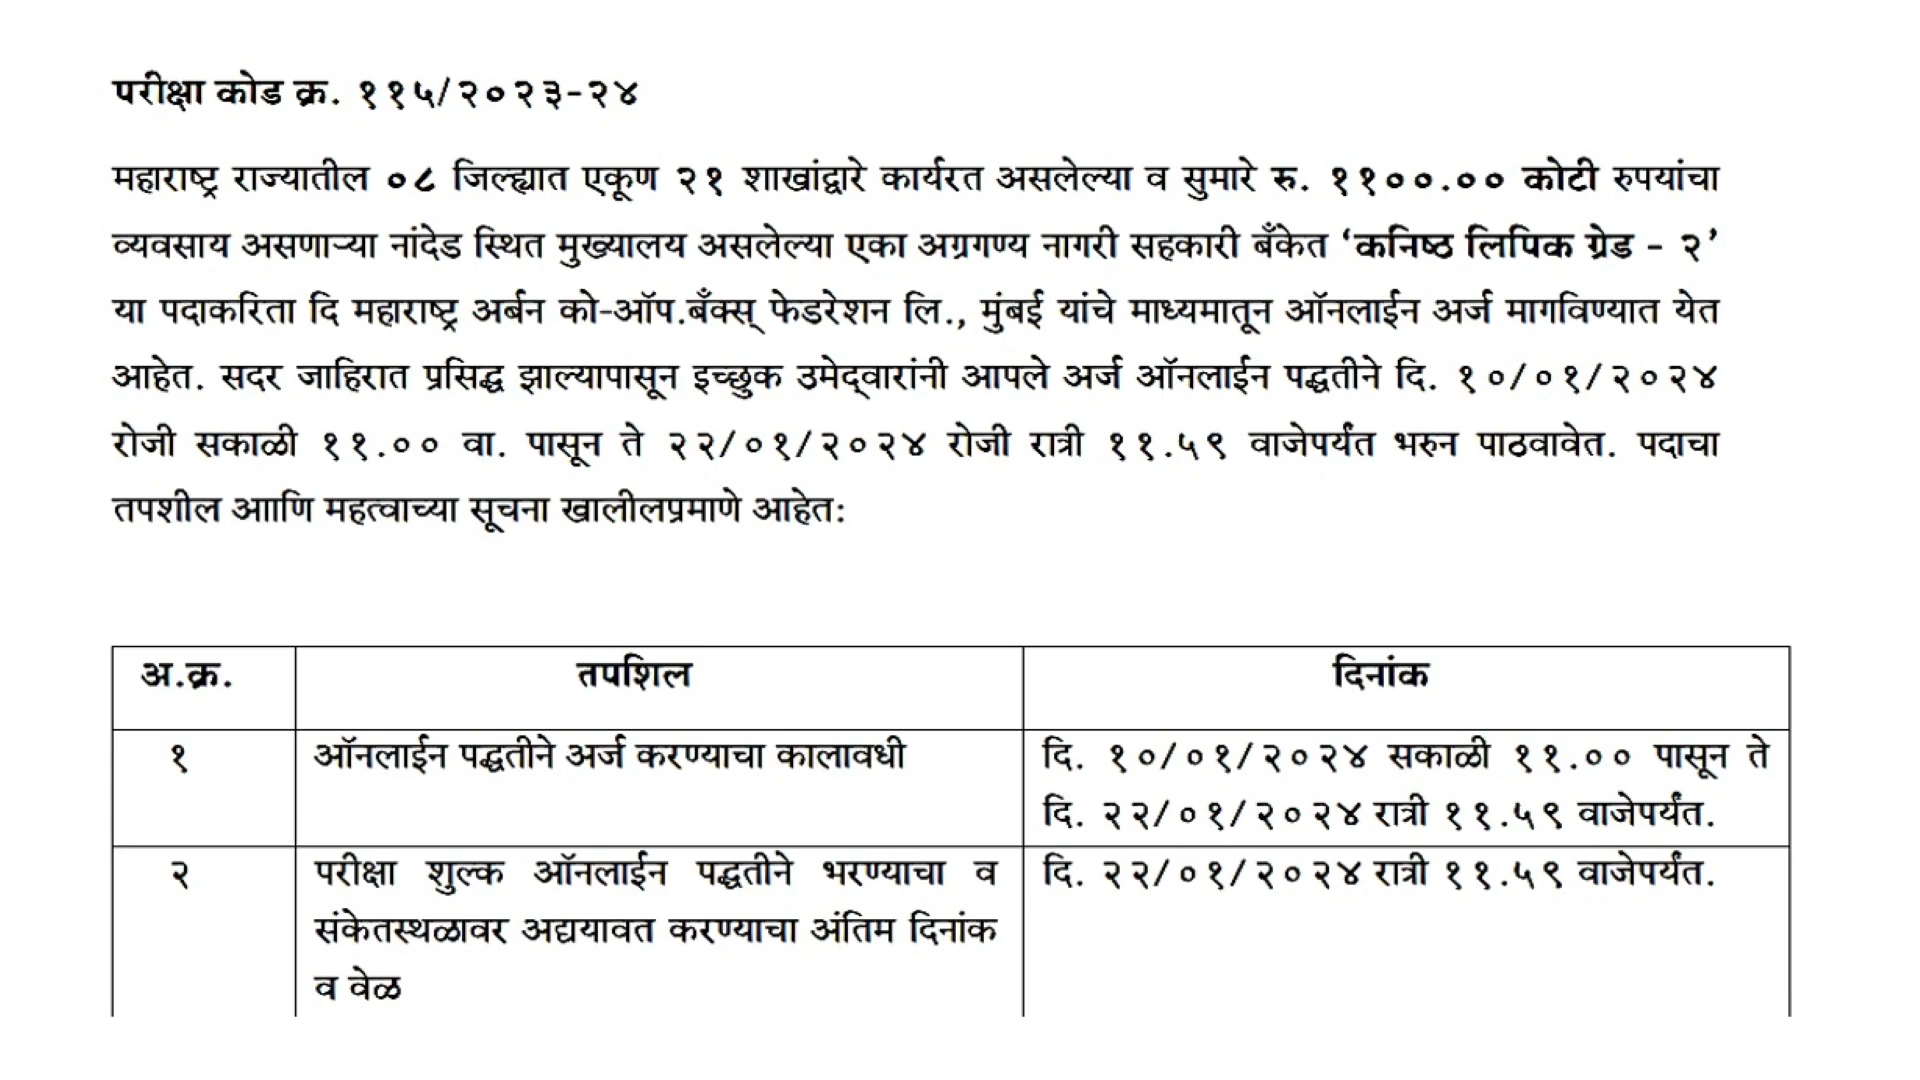 परीक्षा कोड क्र. ११५/२०२३-२४
महाराष्ट्र राज्यातील ०८ जिल्ह्यात एकूण २१ शाखांद्वारे कार्यरत असलेल्या व सुमारे रु. ११००.०० कोटी रुपयांचा
व्यवसाय असणाऱ्या नांदेड स्थित मुख्यालय असलेल्या एका अग्रगण्य नागरी सहकारी बँकेत ‘कनिष्ठ लिपिक ग्रेड - २’
या पदाकरिता दि महाराष्ट्र अर्बन को-ऑप.बँक्स् फेडरेशन लि., मुंबई यांचे माध्यमातून ऑनलाईन अर्ज मागविण्यात येत
आहेत. सदर जाहिरात प्रसिद्ध झाल्यापासून इच्छुक उमेद्‌वारांनी आपले अर्ज ऑनलाईन पद्धतीने दि. १०/०१/२०२४
रोजी सकाळी ११.०० वा. पासून ते २२/०१/२०२४ रोजी रात्री ११.५९ वाजेपर्यंत भरुन पाठवावेत. पदाचा
तपशील आाणि महत्वाच्या सूचना खालीलप्रमाणे आहेत:
अ.क्र. तपशिल दिनांक
१ ऑनलाईन पद्धतीने अर्ज करण्याचा कालावधी दि. १०/०१/२०२४ सकाळी ११.०० पासून ते
दि. २२/०१/२०२४ रात्री ११.५९ वाजेपर्यंत.
२ परीक्षा शुल्क ऑनलाईन पद्धतीने भरण्याचा व दि. २२/०१/२०२४ रात्री ११.५९ वाजेपर्यंत.
संकेतस्थळावर अद्ययावत करण्याचा अंतिम दिनांक
व वेळ